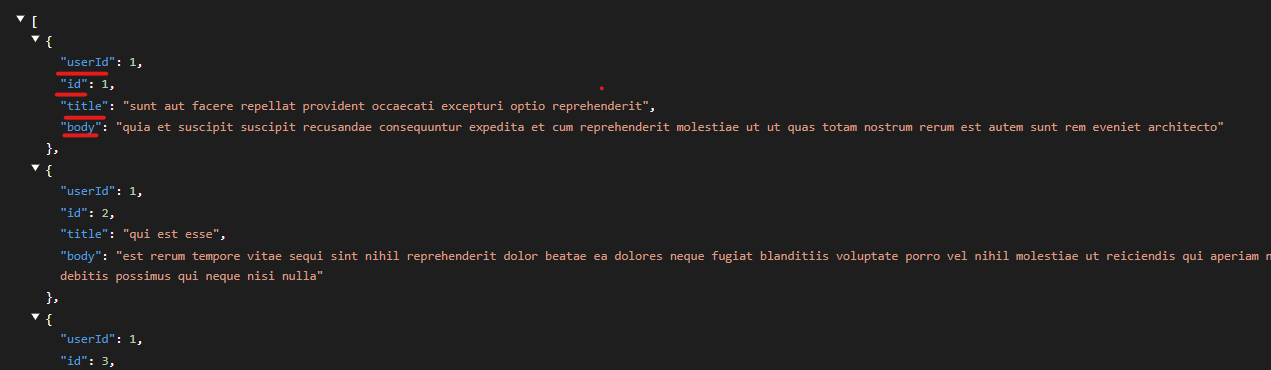 [
{
"userId": 1,
"id": 1,
"title": "sunt aut facere repellat provident occaecati excepturi optio reprehenderit",
"body": "quia et suscipit suscipit recusandae consequuntur expedita et cum reprehenderit molestiae ut ut quas totam nostrum rerum est autem sunt rem eveniet architecto"
},
{
"userId": 1,
"id": 2,
"title": "qui est esse",
"body": "est rerum tempore vitae sequi sint nihil reprehenderit dolor beatae ea dolores neque fugiat blanditiis voluptate porro vel nihil molestiae ut reiciendis qui aperiam
debitis possimus qui neque nisi nulla"
},
{
"userId": 1,
"id": 3,